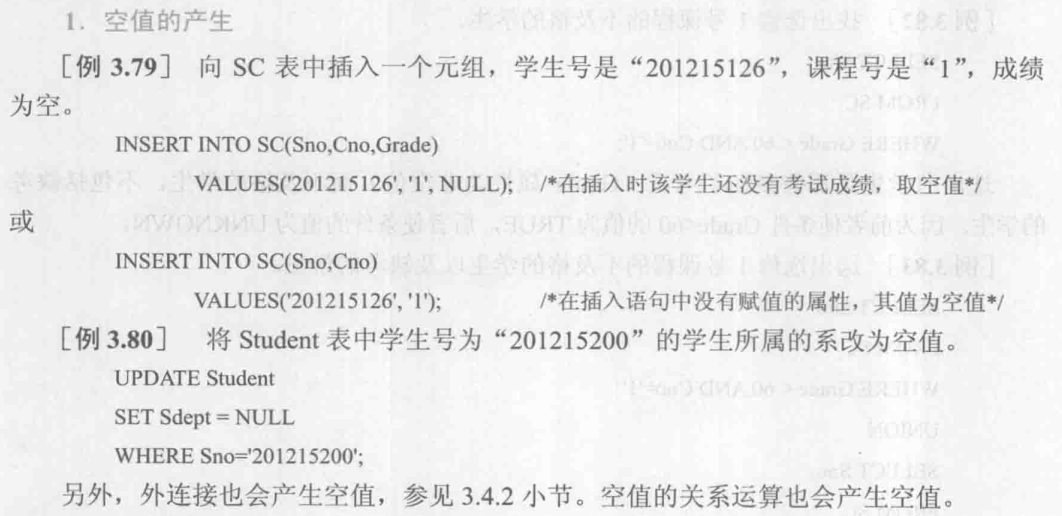 1. 空值的产生
[例 3.79] 向 SC 表中插入一个元组，学生号是“201215126”，课程号是“1”，成绩
为空。
INSERT INTO SC(Sno,Cno,Grade)
VALUES('201215126', '1', NULL); /*在插入时该学生还没有考试成绩，取空值*/
或
INSERT INTO SC(Sno,Cno)
VALUES('201215126', '1'); /*在插入语句中没有赋值的属性，其值为空值*/
[例 3.80] 将 Student 表中学生号为“201215200”的学生所属的系改为空值。
UPDATE Student
SET Sdept = NULL
WHERE Sno='201215200';
另外，外连接也会产生空值，参见 3.4.2 小节。空值的关系运算也会产生空值。